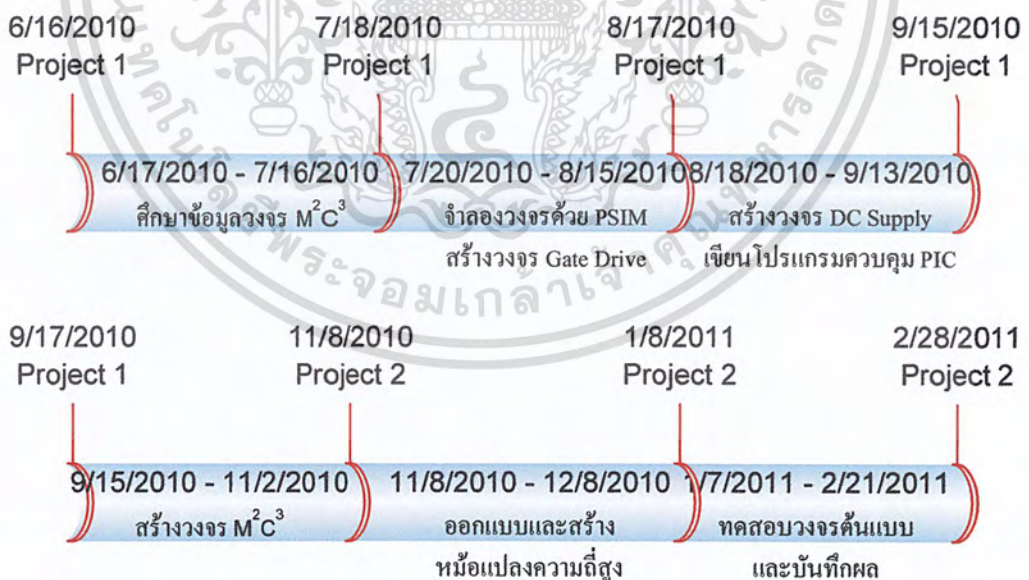 6/16/2010 7/18/2010 8/17/2010 9/15/2010
Project 1 Project 1 Project 1 Project 1
6/17/2010 - 7/16/2010 7/20/2010 - 8/15/2010 8/18/2010 - 9/13/2010
ศึกษาข้อมูลวงจร M²C³ จำลองวงจรด้วย PSIM สร้างวงจร DC Supply
สร้างวงจร Gate Drive เขียนโปรแกรมควบคุม PIC
9/17/2010 11/8/2010 1/8/2011 2/28/2011
Project 1 Project 2 Project 2 Project 2
9/15/2010 - 11/2/2010 11/8/2010 - 12/8/2010 1/7/2011 - 2/21/2011
สร้างวงจร M²C³ ออกแบบและสร้าง ทดสอบวงจรต้นแบบ
หม้อแปลงความถี่สูง และบันทึกผล